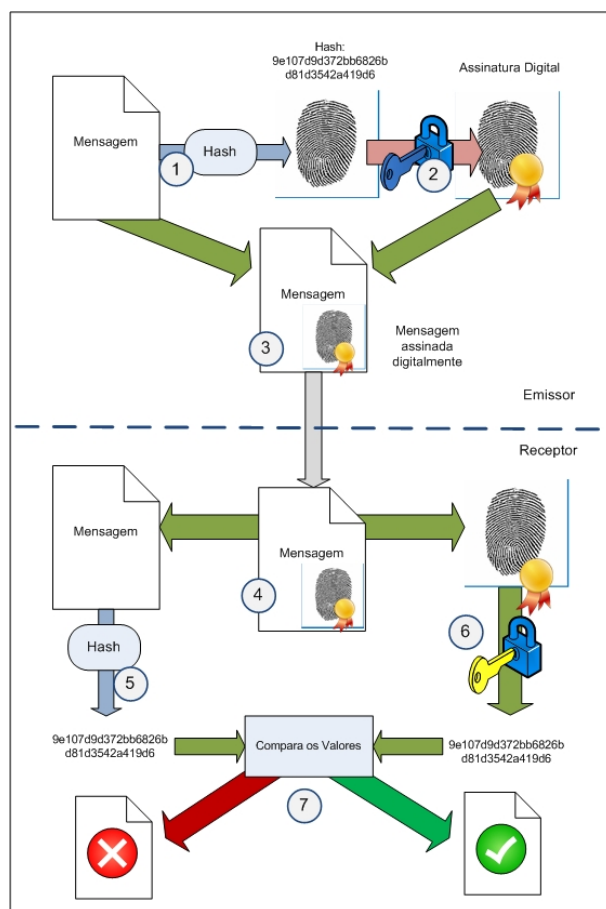 Hash:
9e107d9d372bb6826b
d81d3542a419d6
Assinatura Digital
Mensagem
1
Hash
2
Mensagem
3
Mensagem
assinada
digitalmente
Emissor
Receptor
Mensagem
Mensagem
4
Hash
5
6
9e107d9d372bb6826b
d81d3542a419d6
Compara os Valores
9e107d9d372bb6826b
d81d3542a419d6
7